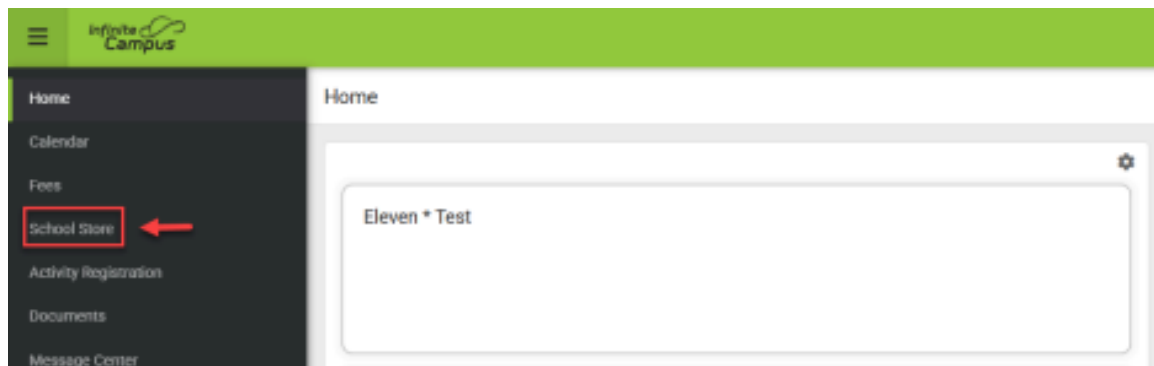 Infinite
Campus
Home
Home
Calendar
Fees
Eleven * Test
School Store
Activity Registration
Documents
Message Center